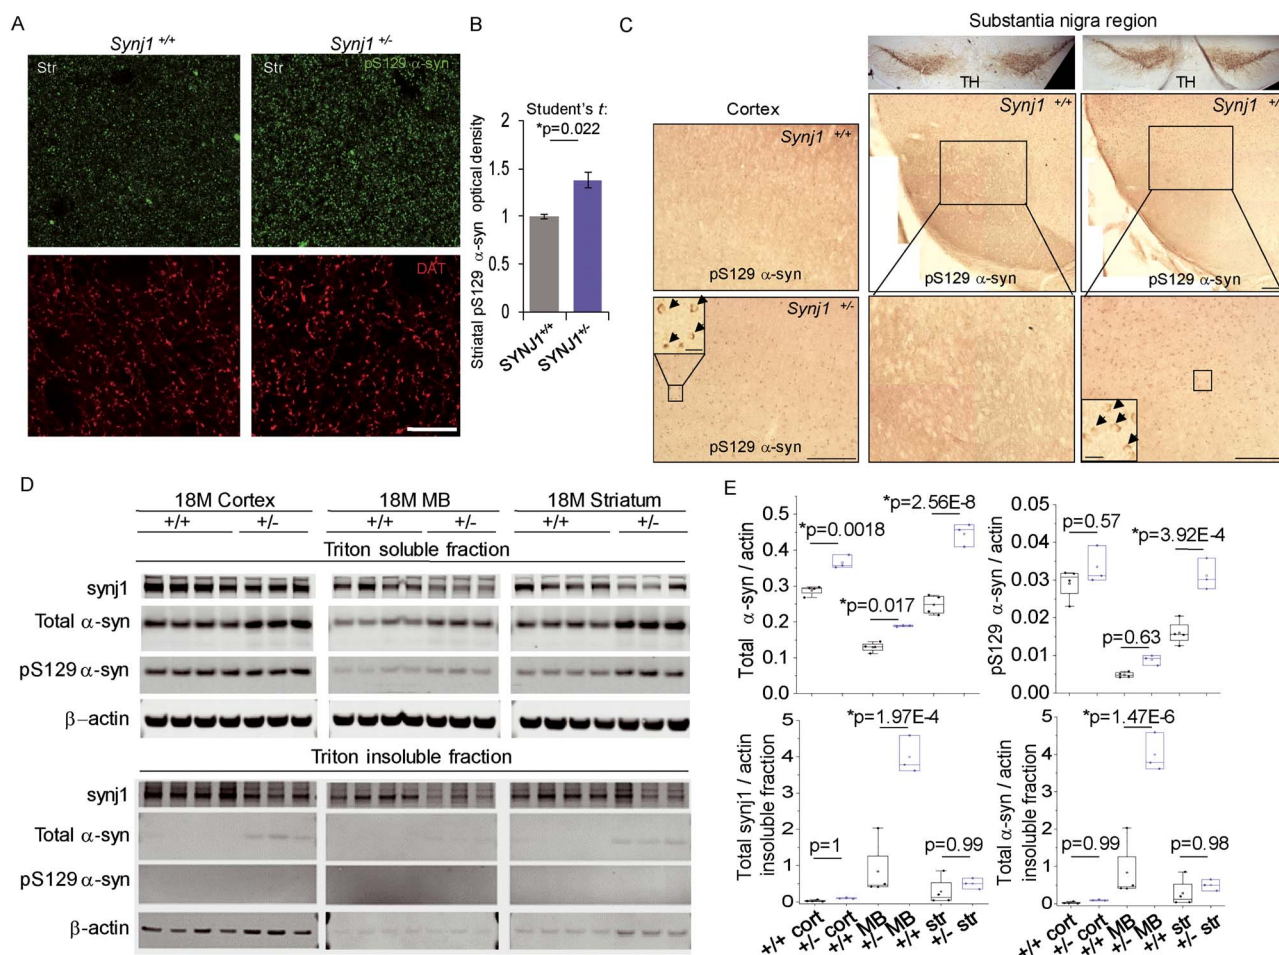 A
Synj1 +/+
Synj1 +/-
Str
Str
pS129 α-syn
DAT
B
Student's t:
*p=0.022
Striatal pS129 α-syn optical density
2
1.5
1
0.5
0
SYNJ1+/+
SYNJ1+/-
C
Substantia nigra region
TH
TH
Cortex
Synj1 +/+
pS129 α-syn
Synj1 +/-
pS129 α-syn
Synj1 +/+
pS129 α-syn
pS129 α-syn
D
18M Cortex
18M MB
18M Striatum
+/+
+/-
+/+
+/-
+/+
+/-
Triton soluble fraction
synj1
Total α-syn
pS129 α-syn
β–actin
Triton insoluble fraction
synj1
Total α-syn
pS129 α-syn
β-actin
E
Total α-syn / actin
0.5
0.4
0.3
0.2
0.1
0.0
*p=0.0018
*p=0.017
*p=2.56E-8
pS129 α-syn / actin
0.05
0.04
0.03
0.02
0.01
0.00
p=0.57
p=0.63
*p=3.92E-4
Total synj1 / actin
insoluble fraction
5
4
3
2
1
0
p=1
*p=1.97E-4
p=0.99
+/+ cort
+/- cort
+/+ MB
+/- MB
+/+ str
+/- str
Total α-syn / actin
insoluble fraction
5
4
3
2
1
0
p=0.99
*p=1.47E-6
p=0.98
+/+ cort
+/- cort
+/+ MB
+/- MB
+/+ str
+/- str